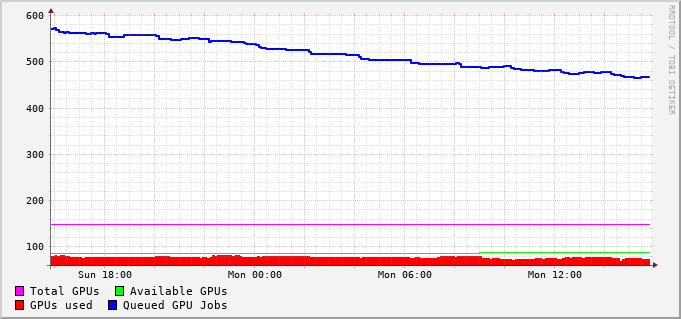 600
500
400
300
200
100
Sun 18:00 Mon 00:00 Mon 06:00 Mon 12:00
Total GPUs Available GPUs
GPUs used Queued GPU Jobs
RRDTOOL / TOBI OETIKER